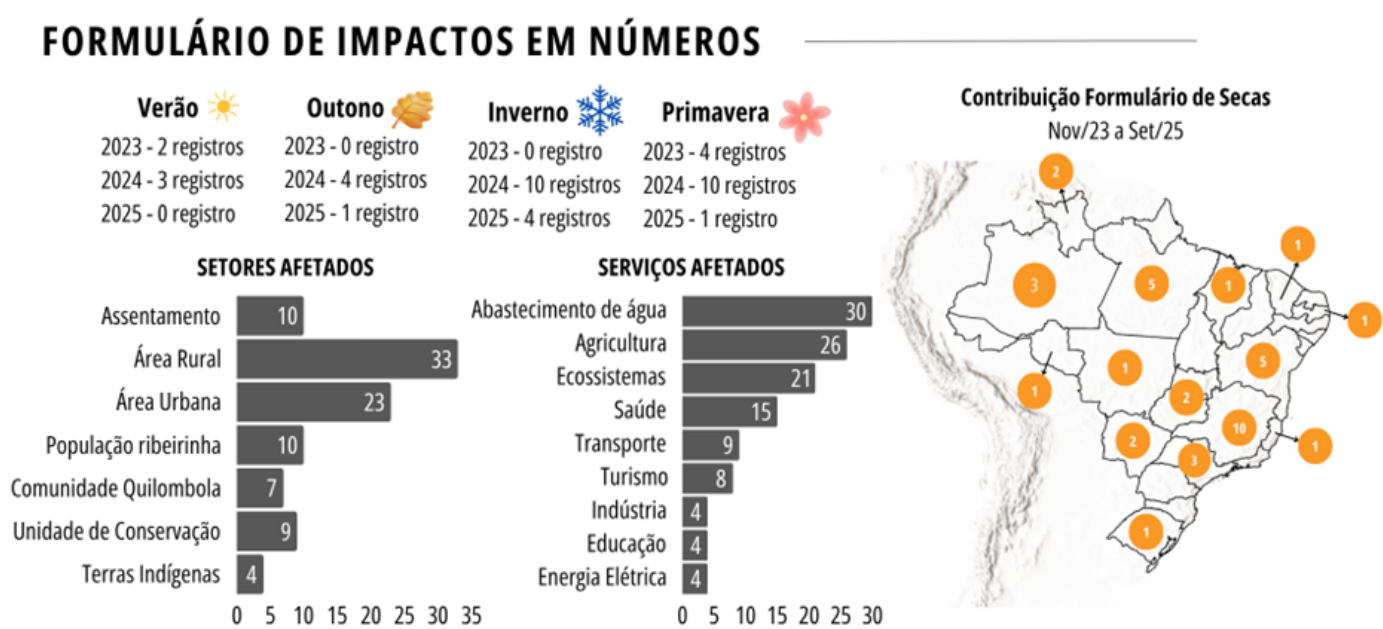 FORMULÁRIO DE IMPACTOS EM NÚMEROS
Verão
2023 - 2 registros
2024 - 3 registros
2025 - 0 registro
Outono
2023 - 0 registro
2024 - 4 registros
2025 - 1 registro
Inverno
2023 - 0 registro
2024 - 10 registros
2025 - 4 registros
Primavera
2023 - 4 registros
2024 - 10 registros
2025 - 1 registro
SETORES AFETADOS
Assentamento 10
Área Rural 33
Área Urbana 23
População ribeirinha 10
Comunidade Quilombola 7
Unidade de Conservação 9
Terras Indígenas 4
0 5 10 15 20 25 30 35
SERVIÇOS AFETADOS
Abastecimento de água 30
Agricultura 26
Ecossistemas 21
Saúde 15
Transporte 9
Turismo 8
Indústria 4
Educação 4
Energia Elétrica 4
0 5 10 15 20 25 30
Contribuição Formulário de Secas
Nov/23 a Set/25
2
1
3
5
1
1
1
5
1
2
10
2
1
3
1